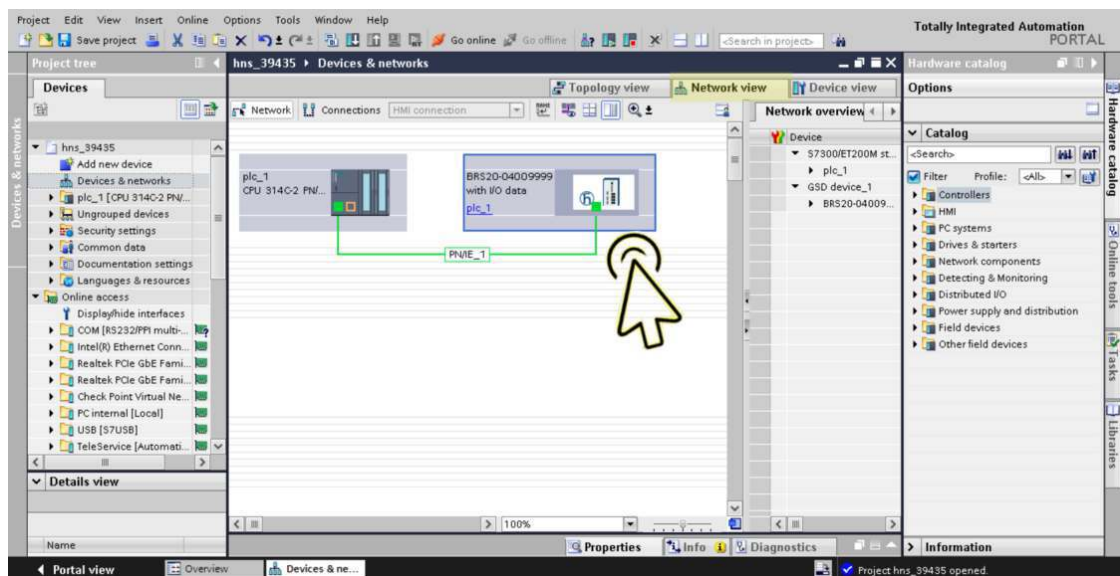 Project Edit View Insert Online Options Tools Window Help
Totally Integrated Automation
PORTAL
Save project
Go online
Go offline
<Search in project>
Project tree
hns_39435 Devices & networks
Hardware catalog
Devices
Topology view
Network view
Device view
Options
Network
Connections
HMI connection
Network overview
Catalog
Device
<Search>
Filter
Profile:
<All>
hns_39435
Add new device
Devices & networks
plc_1 [CPU 314C-2 PN/...
Ungrouped devices
Security settings
Common data
Documentation settings
Languages & resources
Online access
Display/hide interfaces
COM [RS232/PPI multi-...
Intel(R) Ethernet Conn...
Realtek PCIe GbE Fami...
Realtek PCIe GbE Fami...
Check Point Virtual Ne...
PC internal [Local]
USB [S7USB]
TeleService [Automati...
plc_1
CPU 314C-2 PN/...
BRS20-04009999
with I/O data
plc_1
PN/IE_1
S7300/ET200M st...
plc_1
GSD device_1
BRS20-04009...
Controllers
HMI
PC systems
Drives & starters
Network components
Detecting & Monitoring
Distributed I/O
Power supply and distribution
Field devices
Other field devices
Devices & networks
Hardware catalog
Online tools
Tasks
Libraries
Details view
Name
100%
Properties
Info
Diagnostics
Information
Portal view
Overview
Devices & ne...
Project hns_39435 opened.